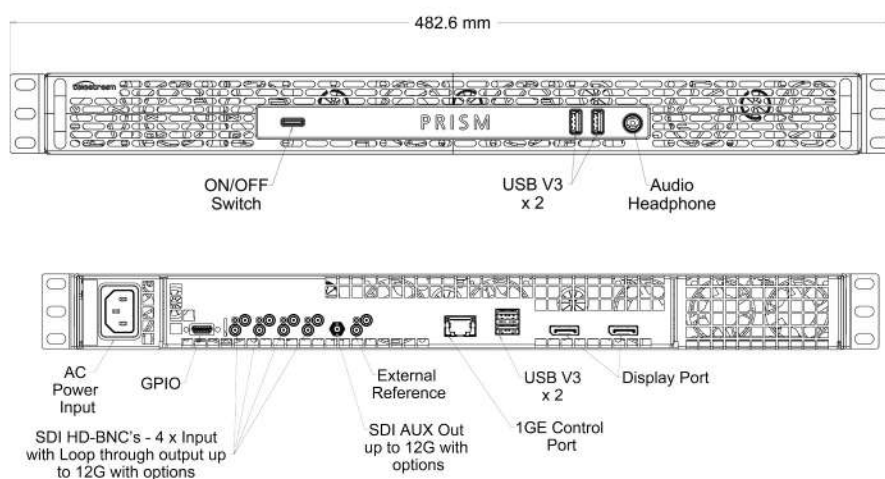 482.6 mm
telestream
PRISM
ON/OFF
Switch
USB V3
x 2
Audio
Headphone
AC
Power
Input
GPIO
External
Reference
USB V3
x 2
Display Port
SDI HD-BNC's - 4 x Input
with Loop through output up
to 12G with options
SDI AUX Out
up to 12G with
options
1GE Control
Port